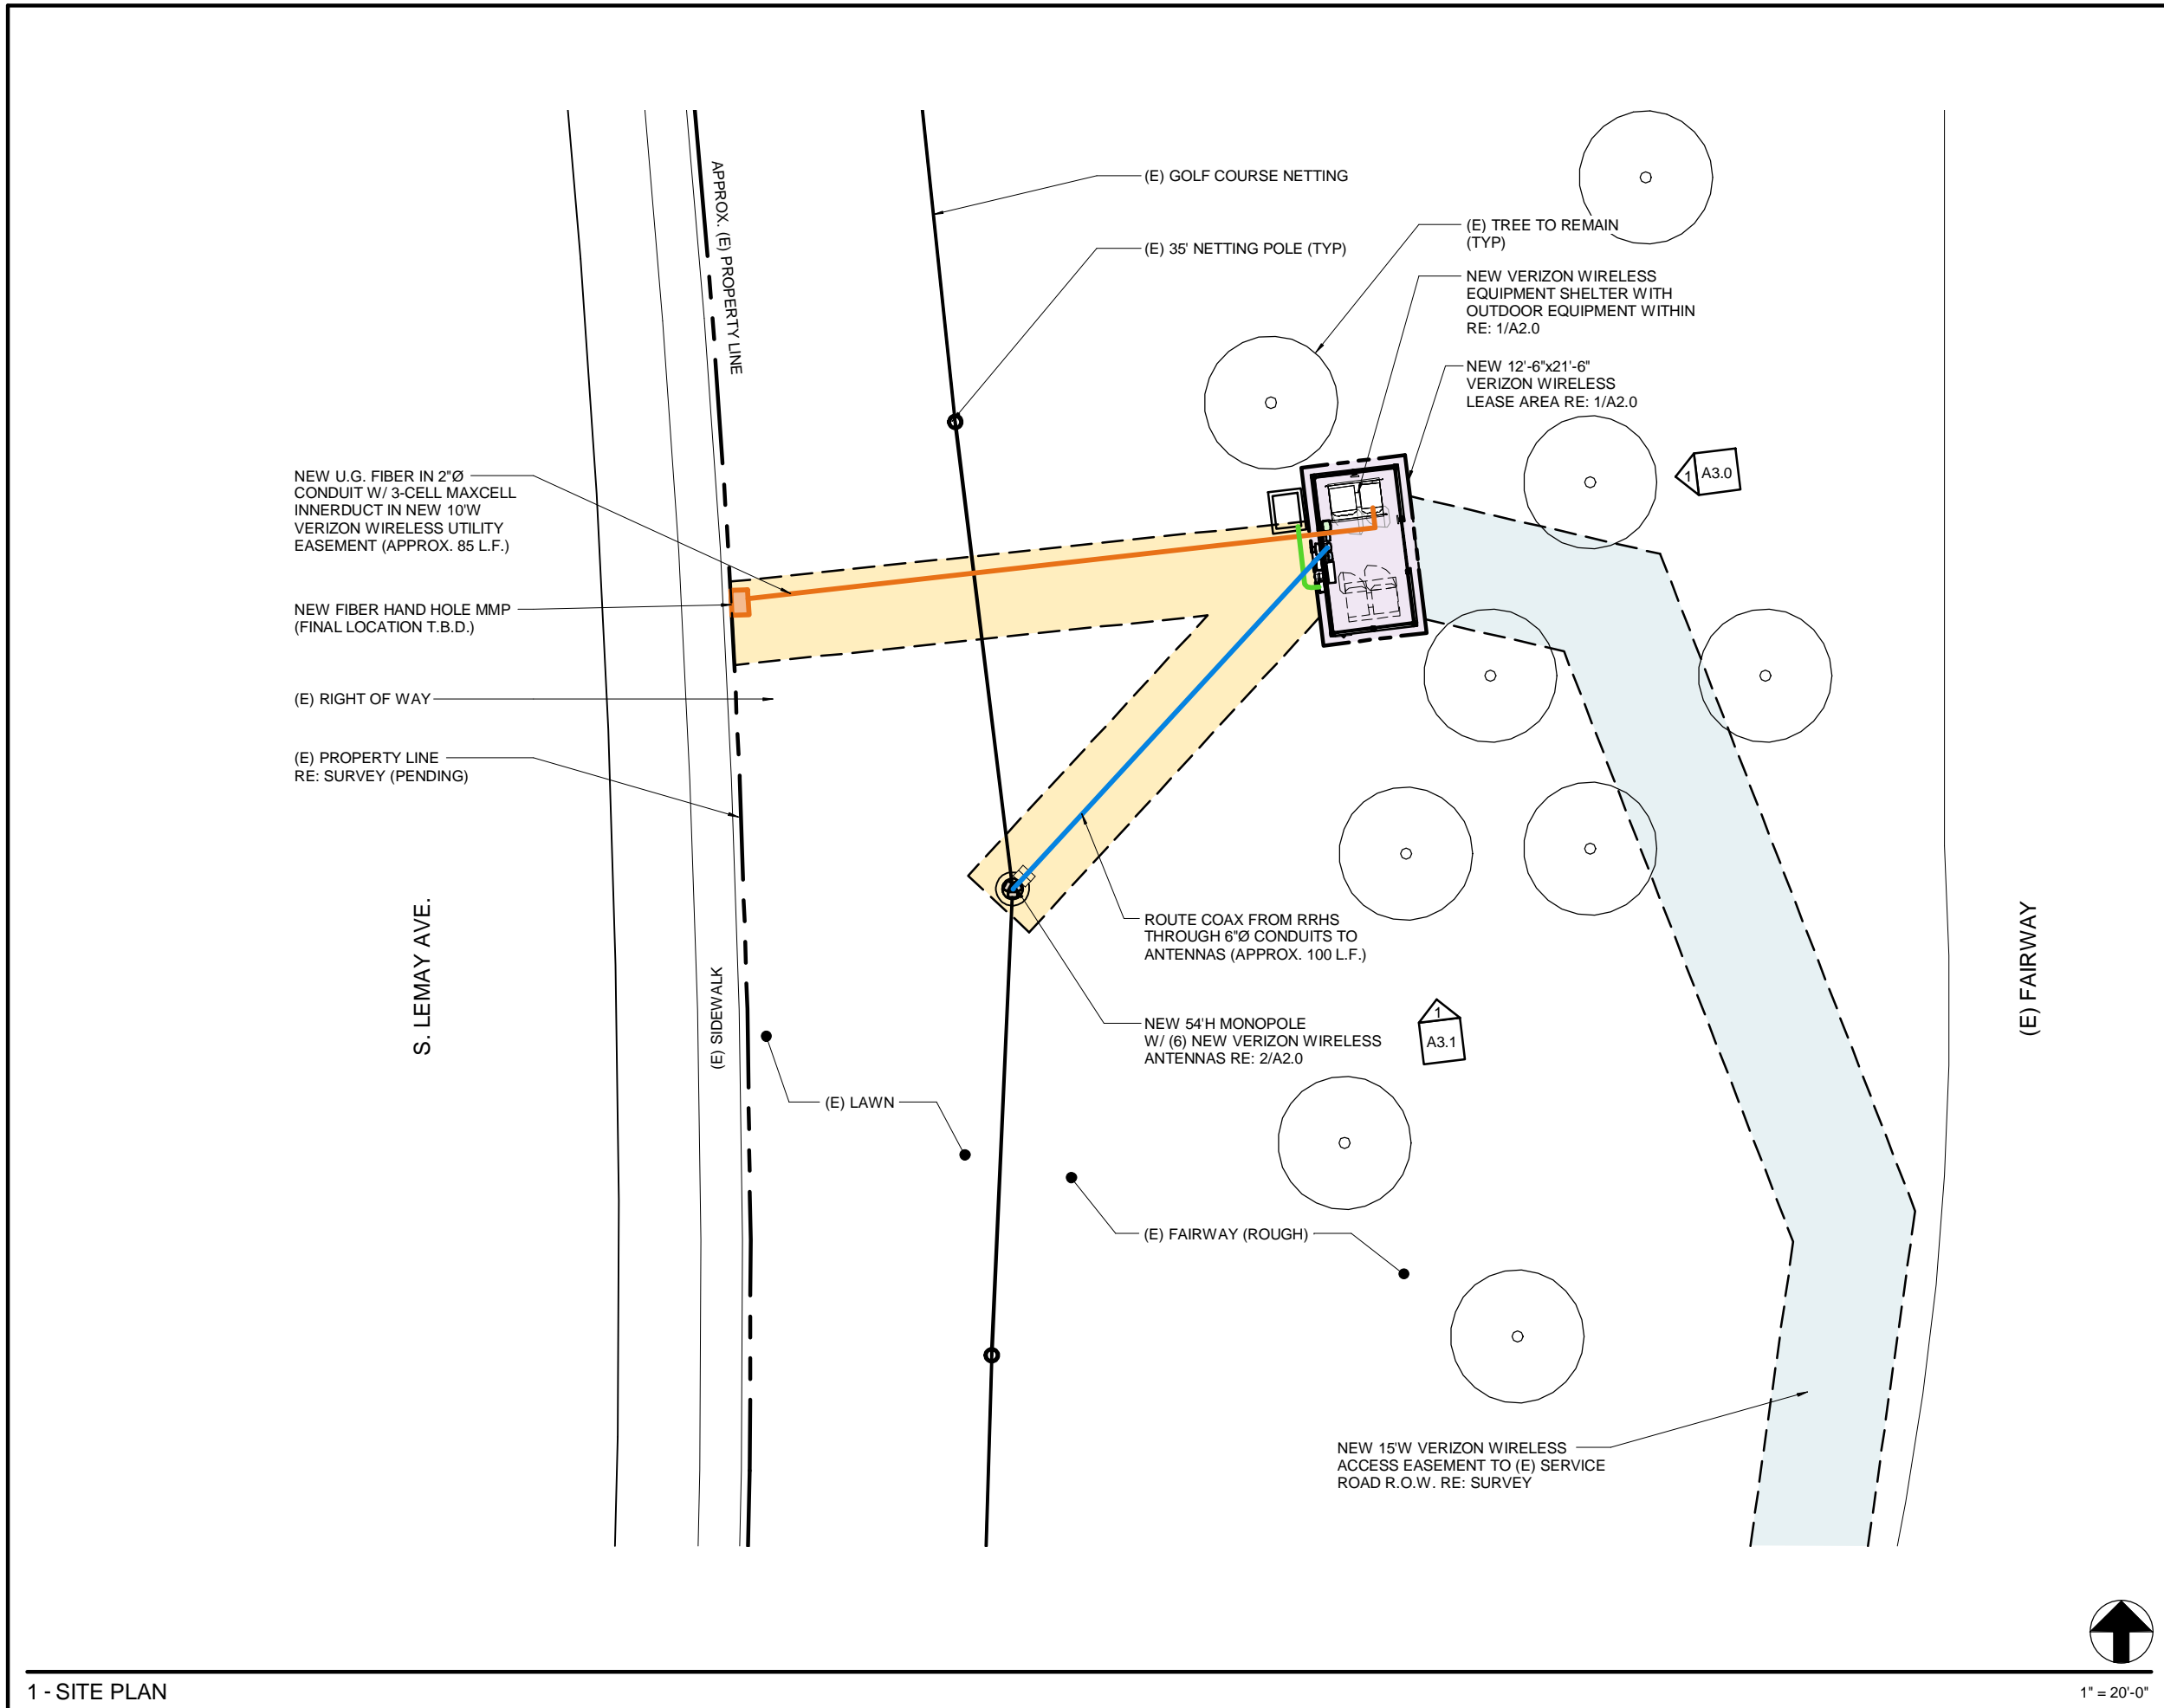 (E) GOLF COURSE NETTING
(E) 35' NETTING POLE (TYP)
(E) TREE TO REMAIN
(TYP)
NEW VERIZON WIRELESS
EQUIPMENT SHELTER WITH
OUTDOOR EQUIPMENT WITHIN
RE: 1/A2.0
NEW 12'-6"x21'-6"
VERIZON WIRELESS
LEASE AREA RE: 1/A2.0
APPROX. (E) PROPERTY LINE
1 A3.0
NEW U.G. FIBER IN 2"Ø
CONDUIT W/ 3-CELL MAXCELL
INNERDUCT IN NEW 10'W
VERIZON WIRELESS UTILITY
EASEMENT (APPROX. 85 L.F.)
NEW FIBER HAND HOLE MMP
(FINAL LOCATION T.B.D.)
(E) RIGHT OF WAY
(E) PROPERTY LINE
RE: SURVEY (PENDING)
S. LEMAY AVE.
(E) SIDEWALK
ROUTE COAX FROM RRHS
THROUGH 6"Ø CONDUITS TO
ANTENNAS (APPROX. 100 L.F.)
NEW 54'H MONOPOLE
W/ (6) NEW VERIZON WIRELESS
ANTENNAS RE: 2/A2.0
1
A3.1
(E) FAIRWAY
(E) LAWN
(E) FAIRWAY (ROUGH)
NEW 15'W VERIZON WIRELESS
ACCESS EASEMENT TO (E) SERVICE
ROAD R.O.W. RE: SURVEY
1 - SITE PLAN
1" = 20'-0"